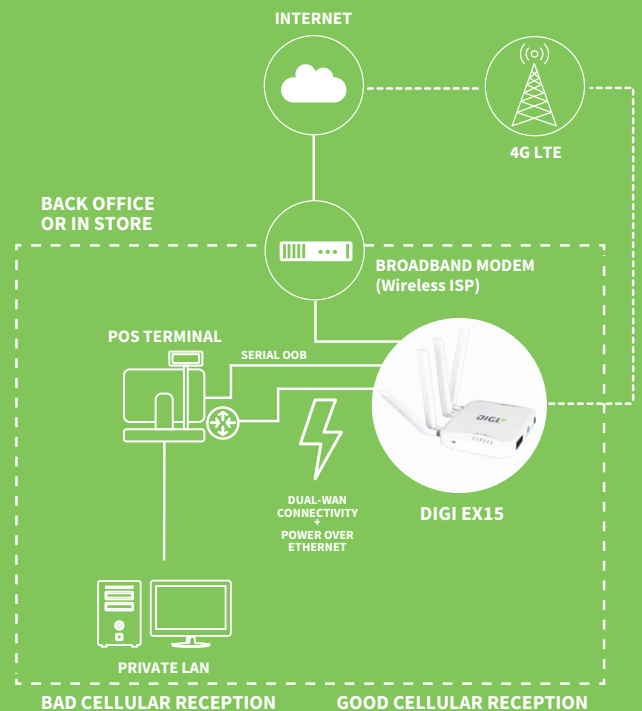 INTERNET
4G LTE
BACK OFFICE
OR IN STORE
BROADBAND MODEM
(Wireless ISP)
POS TERMINAL
SERIAL OOB
DIGI
DUAL-WAN
CONNECTIVITY
+
POWER OVER
ETHERNET
DIGI EX15
PRIVATE LAN
BAD CELLULAR RECEPTION
GOOD CELLULAR RECEPTION